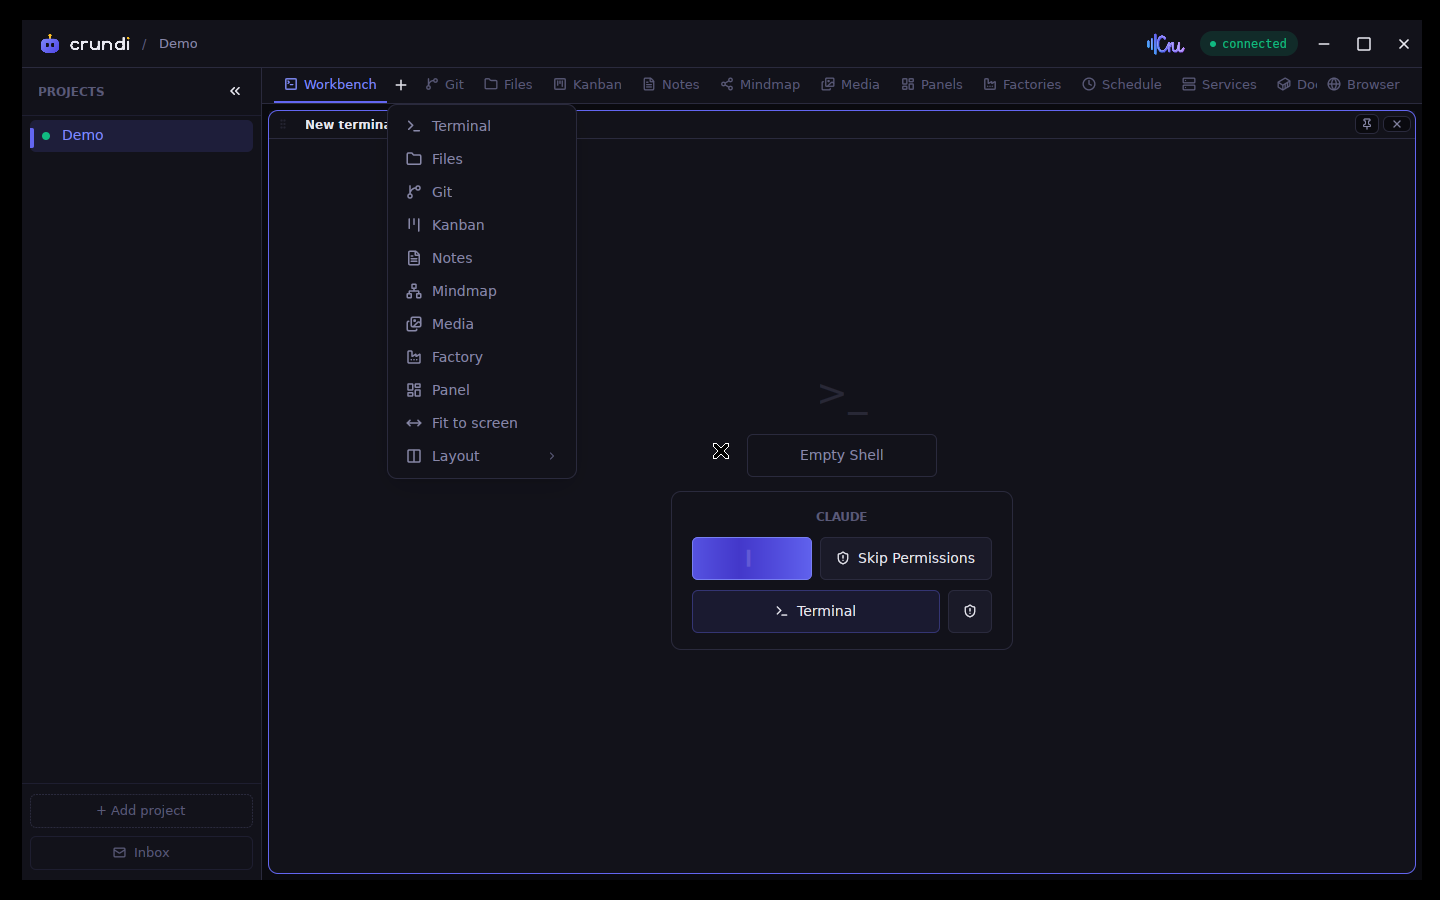 crundi / Demo
Cru
connected
PROJECTS
Workbench
Git
Files
Kanban
Notes
Mindmap
Media
Panels
Factories
Schedule
Services
Browser
Demo
New
Terminal
Files
Git
Kanban
Notes
Mindmap
Media
Factory
Panel
Fit to screen
Layout
>_
Empty Shell
CLAUDE
Skip Permissions
>_ Terminal
+ Add project
Inbox